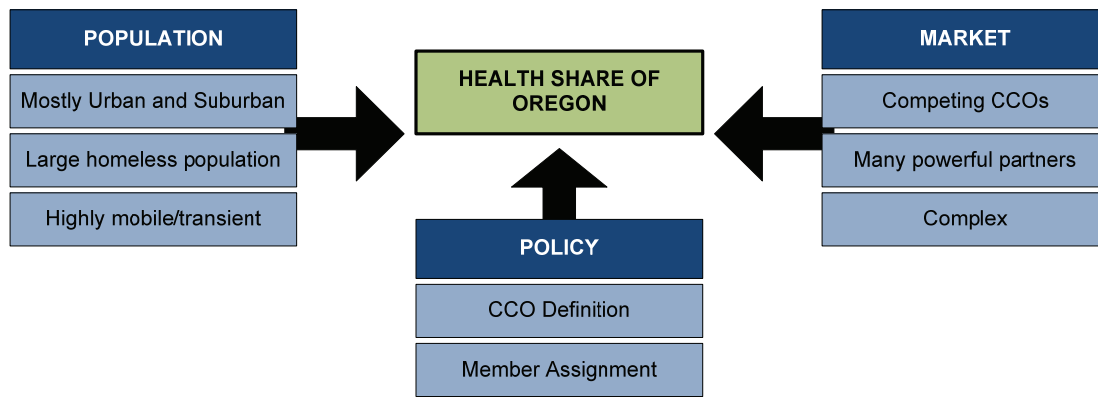 POPULATION
Mostly Urban and Suburban
Large homeless population
Highly mobile/transient
HEALTH SHARE OF
OREGON
POLICY
CCO Definition
Member Assignment
MARKET
Competing CCOs
Many powerful partners
Complex